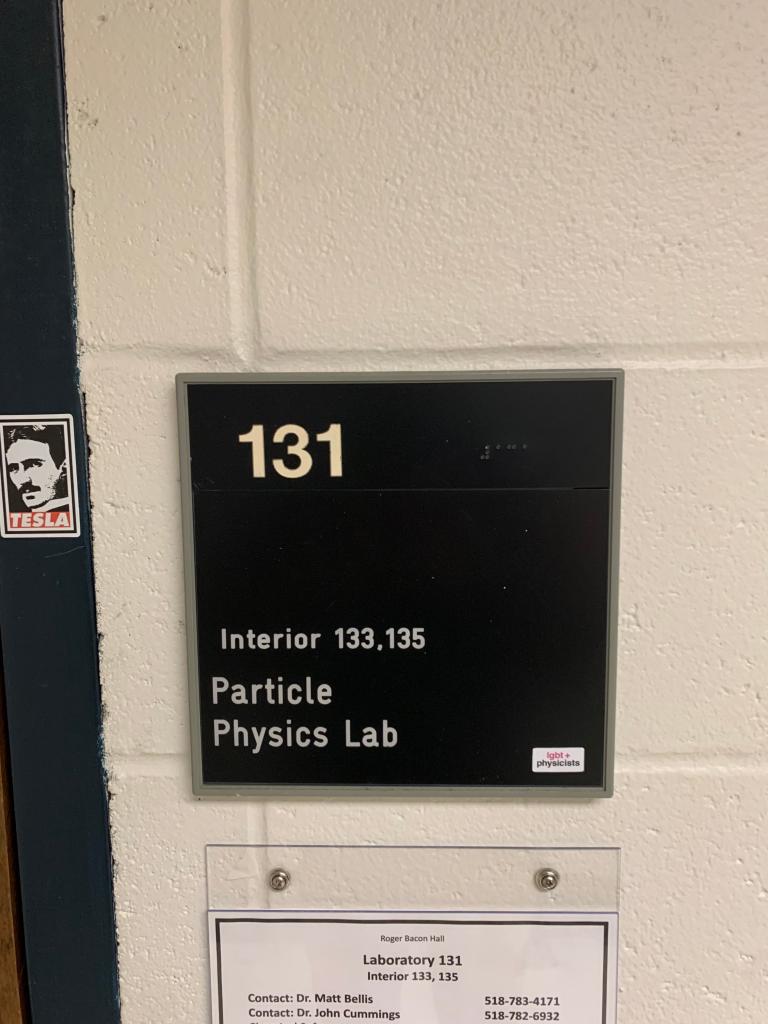 131
TESLA
Interior 133,135
Particle
Physics Lab
lgbt+
physicists
Roger Bacon Hall
Laboratory 131
Interior 133, 135
Contact: Dr. Matt Bellis 518-783-4171
Contact: Dr. John Cummings 518-782-6932